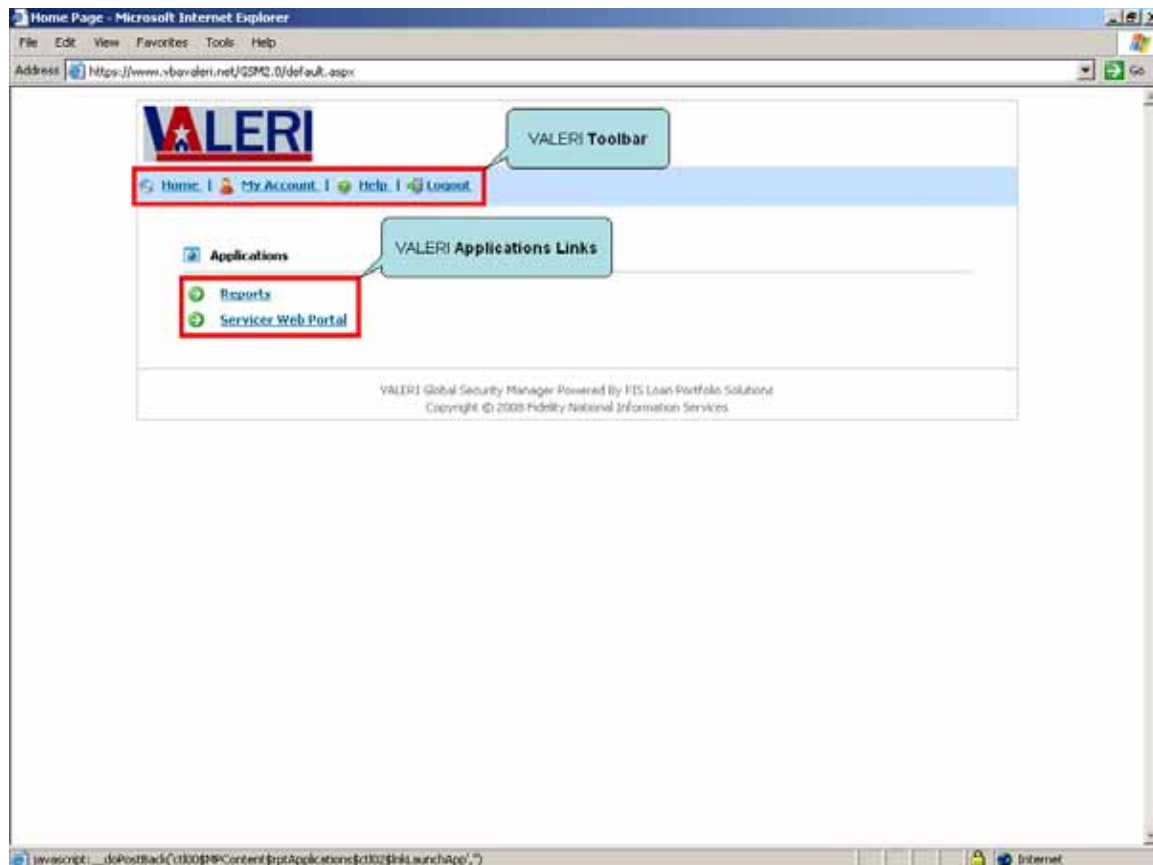 Home Page - Microsoft Internet Explorer
File Edit View Favorites Tools Help
Address https://www.vbavaleri.net/GSM2.0/default.aspx Go
VALERI
VALERI Toolbar
Home | My Account | Help | Logout
VALERI Applications Links
Applications
Reports
Servicer Web Portal
VALERI Global Security Manager Powered By FIS Loan Portfolio Solutions
Copyright © 2008 Fidelity National Information Services
javascript:__doPostBack('ctl00$MPContent$rptApplications$ctl02$lnkLaunchApp','') Internet